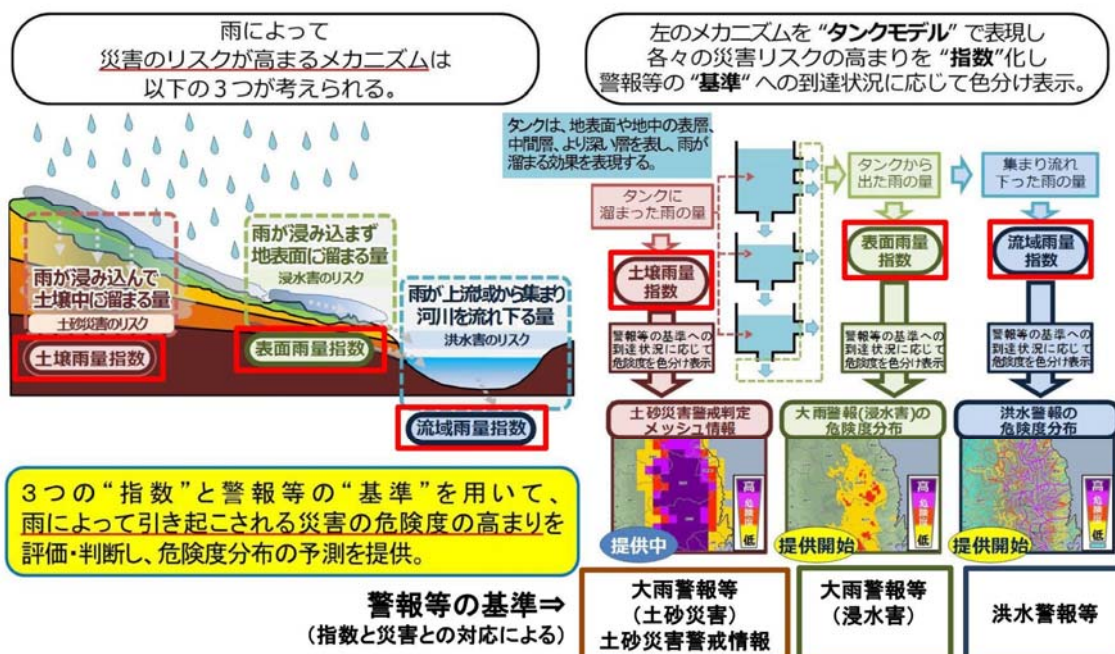 雨によって
災害のリスクが高まるメカニズムは
以下の3つが考えられる。
雨が浸み込んで
土壌中に溜まる量
土砂災害のリスク
土壌雨量指数
雨が浸み込まず
地表面に溜まる量
浸水害のリスク
表面雨量指数
雨が上流域から集まり
河川を流れ下る量
洪水害のリスク
流域雨量指数
3つの“指数”と警報等の“基準”を用いて、
雨によって引き起こされる災害の危険度の高まりを
評価・判断し、危険度分布の予測を提供。
左のメカニズムを “タンクモデル” で表現し
各々の災害リスクの高まりを “指数”化し
警報等の “基準“ への到達状況に応じて色分け表示。
タンクは、地表面や地中の表層、
中間層、より深い層を表し、雨が
溜まる効果を表現する。
タンクに
溜まった雨の量
土壌雨量
指数
警報等の基準への
到達状況に応じて
危険度を色分け表示
土砂災害警戒判定
メッシュ情報
高
危険度
低
提供中
タンクから
出た雨の量
表面雨量
指数
警報等の基準への
到達状況に応じて
危険度を色分け表示
大雨警報(浸水害)の
危険度分布
高
危険度
低
提供開始
集まり流れ
下った雨の量
流域雨量
指数
警報等の基準への
到達状況に応じて
危険度を色分け表示
洪水警報の
危険度分布
高
危険度
低
提供開始
警報等の基準⇒
(指数と災害との対応による)
大雨警報等
(土砂災害)
土砂災害警戒情報
大雨警報等
(浸水害)
洪水警報等